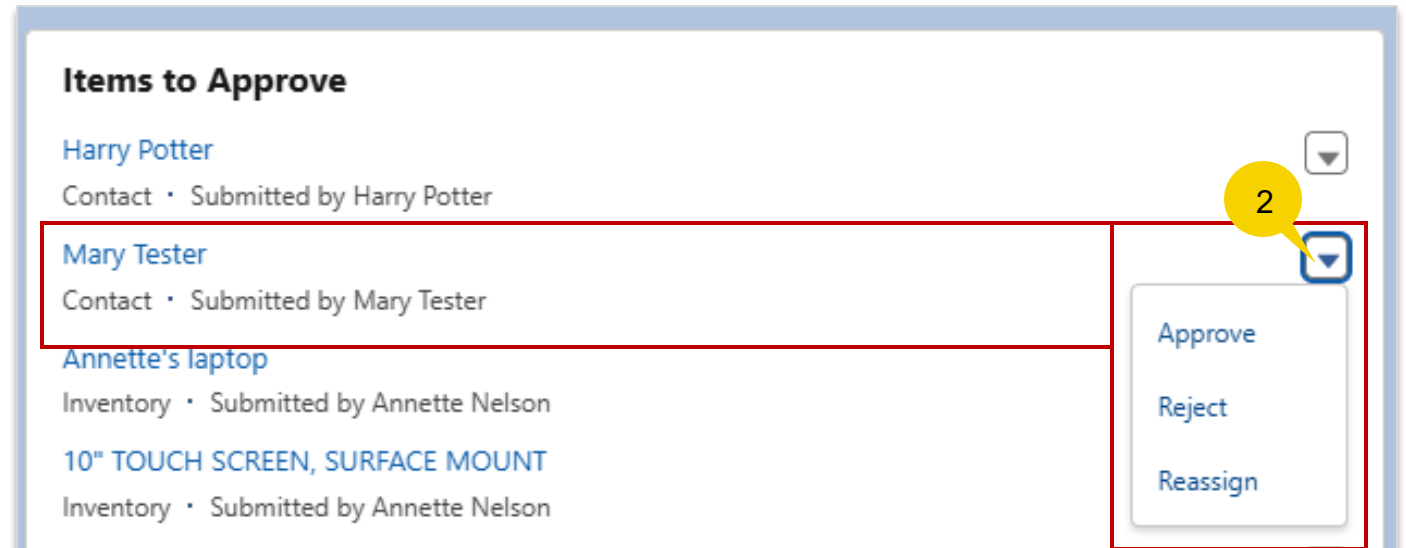 Items to Approve
Harry Potter
Contact · Submitted by Harry Potter
2
Mary Tester
Contact · Submitted by Mary Tester
Approve
Annette's laptop
Inventory · Submitted by Annette Nelson
Reject
10" TOUCH SCREEN, SURFACE MOUNT
Reassign
Inventory · Submitted by Annette Nelson